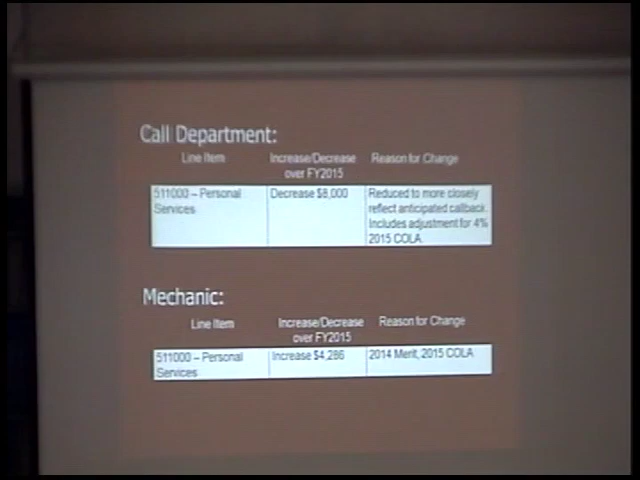 Call Department:
Line Item Increase/Decrease Reason for Change
over FY2015
511000 – Personal Decrease $8,000 Reduced to more closely
Services reflect anticipated callback.
Includes adjustment for 4%
2015 COLA
Mechanic:
Line Item Increase/Decrease Reason for Change
over FY2015
511000 – Personal Increase $4,286 2014 Merit, 2015 COLA
Services